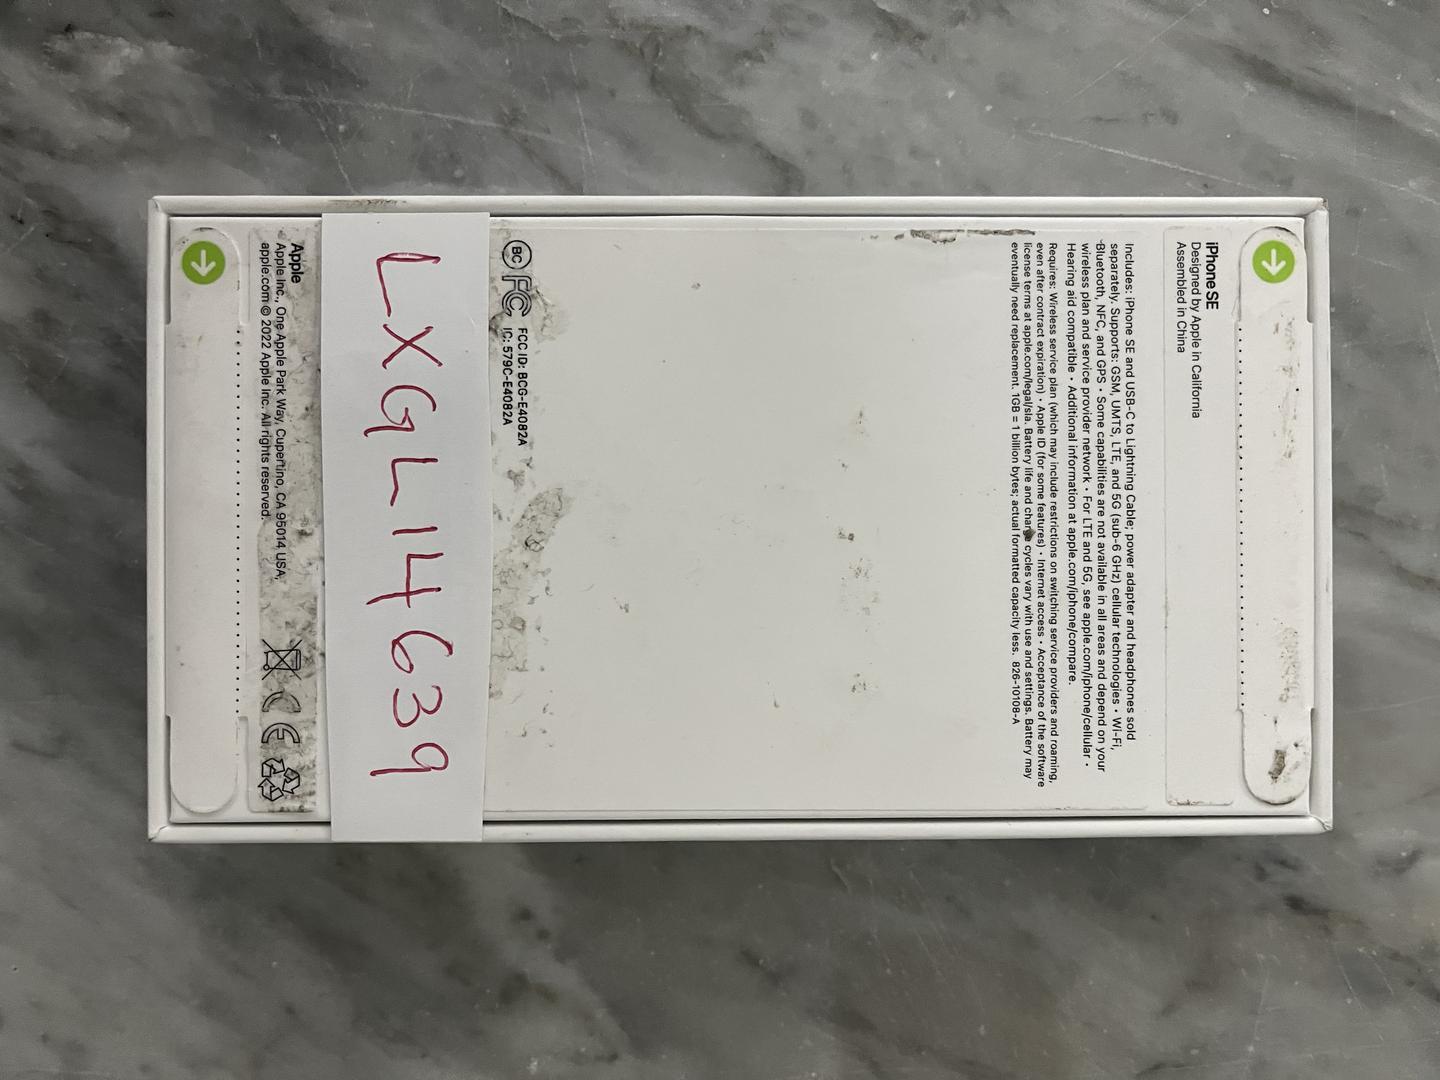 iPhone SE
Designed by Apple in California
Assembled in China
Includes: iPhone SE and USB-C to Lightning Cable; power adapter and headphones sold
separately. Supports: GSM, UMTS, LTE, and 5G (sub-6 GHz) cellular technologies • Wi-Fi,
Bluetooth, NFC, and GPS • Some capabilities are not available in all areas and depend on your
wireless plan and service provider network • For LTE and 5G, see apple.com/iphone/cellular •
Hearing aid compatible • Additional information at apple.com/iphone/compare.
Requires: Wireless service plan (which may include restrictions on switching service providers and roaming,
even after contract expiration) • Apple ID (for some features) • Internet access • Acceptance of the software
license terms at apple.com/legal/sla. Battery life and charge cycles vary with use and settings. Battery may
eventually need replacement. 1GB = 1 billion bytes; actual formatted capacity less. 826-10108-A
BC FC FCC ID: BCG-E4082A
IC: 579C-E4082A
LXGL14639
Apple
Apple Inc., One Apple Park Way, Cupertino, CA 95014 USA,
apple.com © 2022 Apple Inc. All rights reserved.
CE